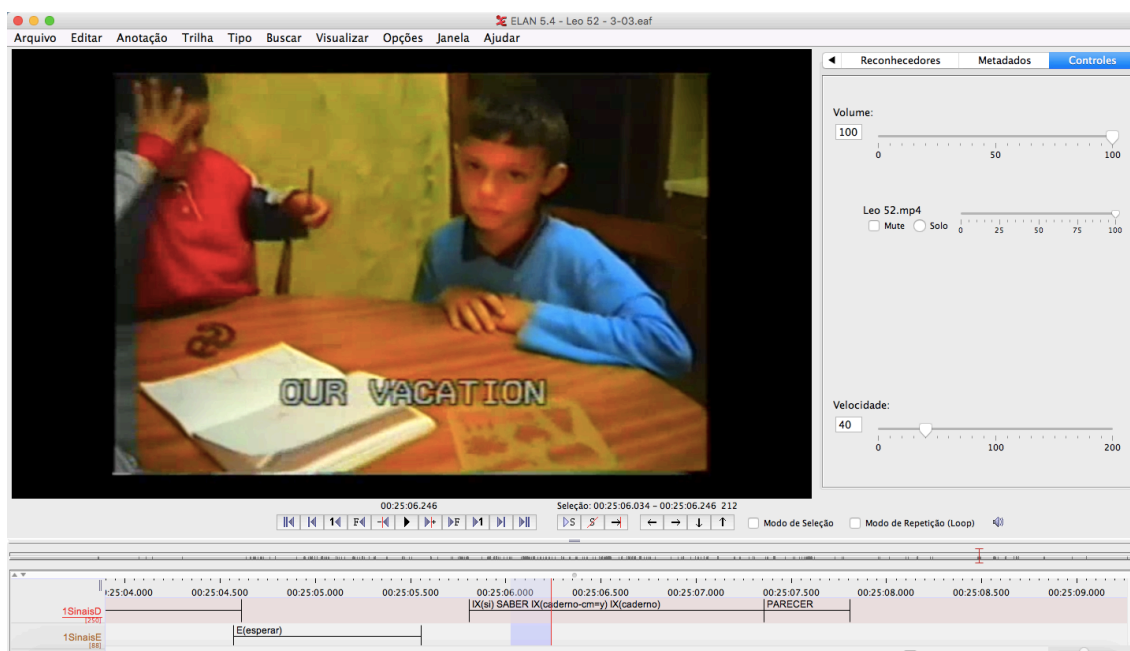 ELAN 5.4 - Leo 52 - 3-03.eaf
Arquivo Editar Anotação Trilha Tipo Buscar Visualizar Opções Janela Ajudar
Reconhecedores Metadados Controles
Volume:
100
0 50 100
Leo 52.mp4
Mute Solo 0 25 50 75 100
OUR VACATION
Velocidade:
40
0 100 200
00:25:06.246 Seleção: 00:25:06.034 - 00:25:06.246 212
1 F F 1 S S Modo de Seleção Modo de Repetição (Loop)
):25:04.000 00:25:04.500 00:25:05.000 00:25:05.500 00:25:06.000 00:25:06.500 00:25:07.000 00:25:07.500 00:25:08.000 00:25:08.500 00:25:09.000
1SinaisD IX(si) SABER IX(caderno-cm=y) IX(caderno) PARECER
[250]
1SinaisE E(esperar)
[88]